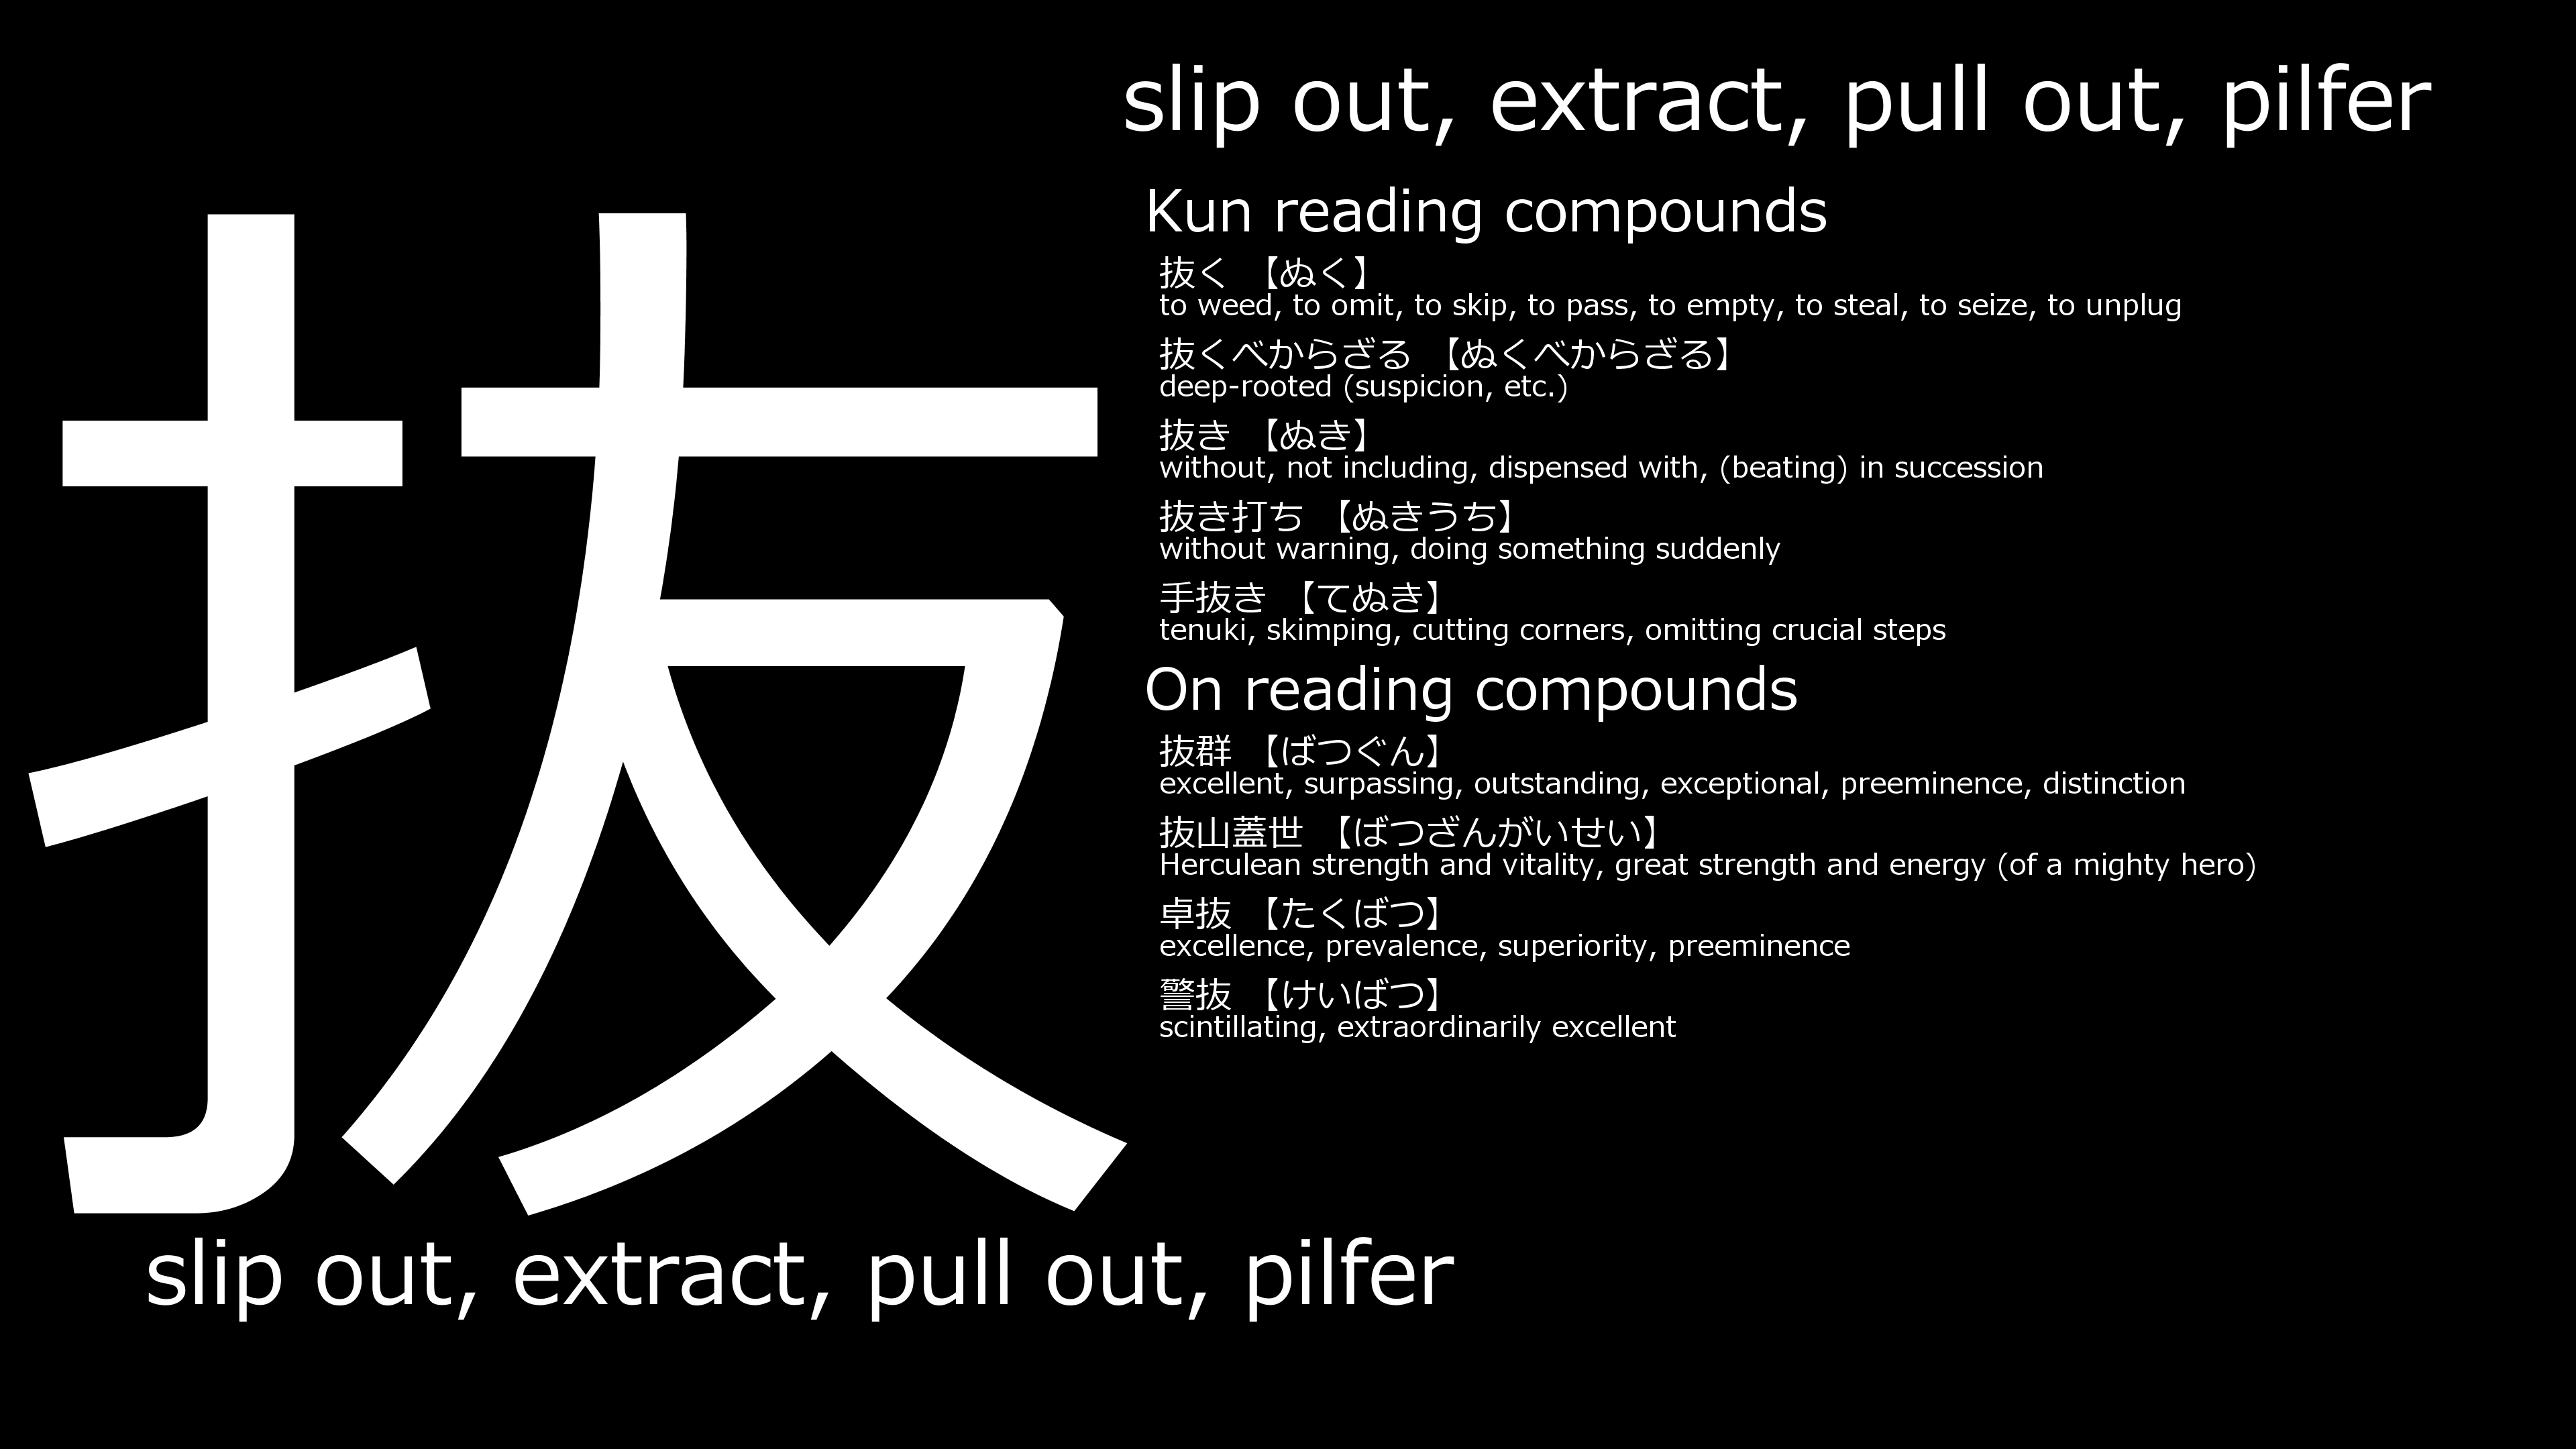 抜
slip out, extract, pull out, pilfer
Kun reading compounds
抜く 【ぬく】
to weed, to omit, to skip, to pass, to empty, to steal, to seize, to unplug
抜くべからざる 【ぬくべからざる】
deep-rooted (suspicion, etc.)
抜き 【ぬき】
without, not including, dispensed with, (beating) in succession
抜き打ち 【ぬきうち】
without warning, doing something suddenly
手抜き 【てぬき】
tenuki, skimping, cutting corners, omitting crucial steps
On reading compounds
抜群 【ばつぐん】
excellent, surpassing, outstanding, exceptional, preeminence, distinction
抜山蓋世 【ばつざんがいせい】
Herculean strength and vitality, great strength and energy (of a mighty hero)
卓抜 【たくばつ】
excellence, prevalence, superiority, preeminence
警抜 【けいばつ】
scintillating, extraordinarily excellent
slip out, extract, pull out, pilfer